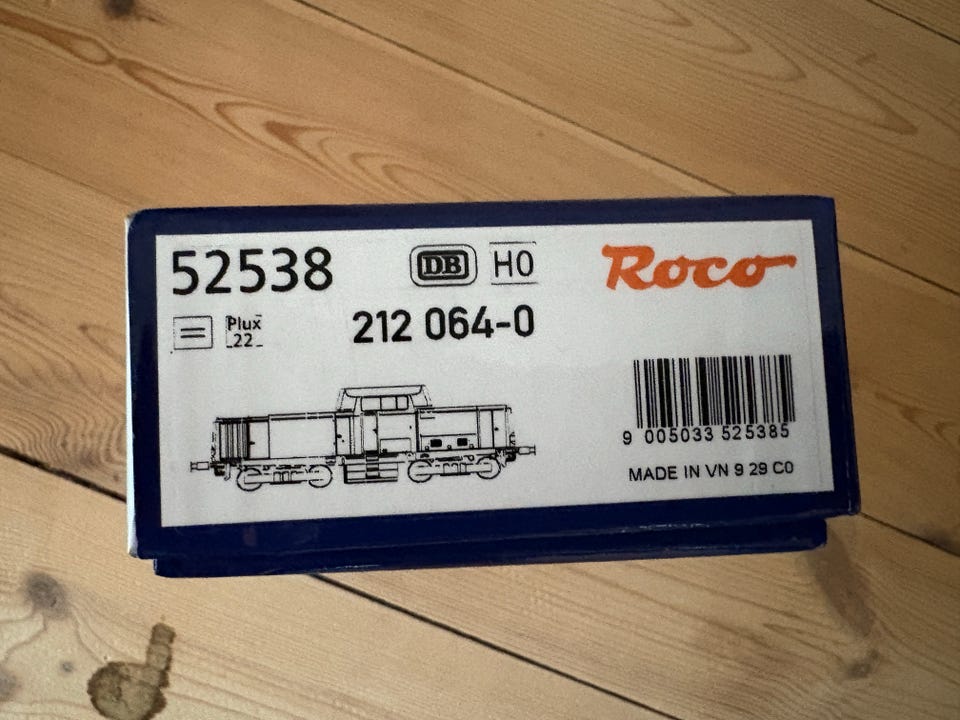 52538
DB
H0
Roco
Plux
22
212 064-0
9 005033 525385
MADE IN VN 9 29 C0